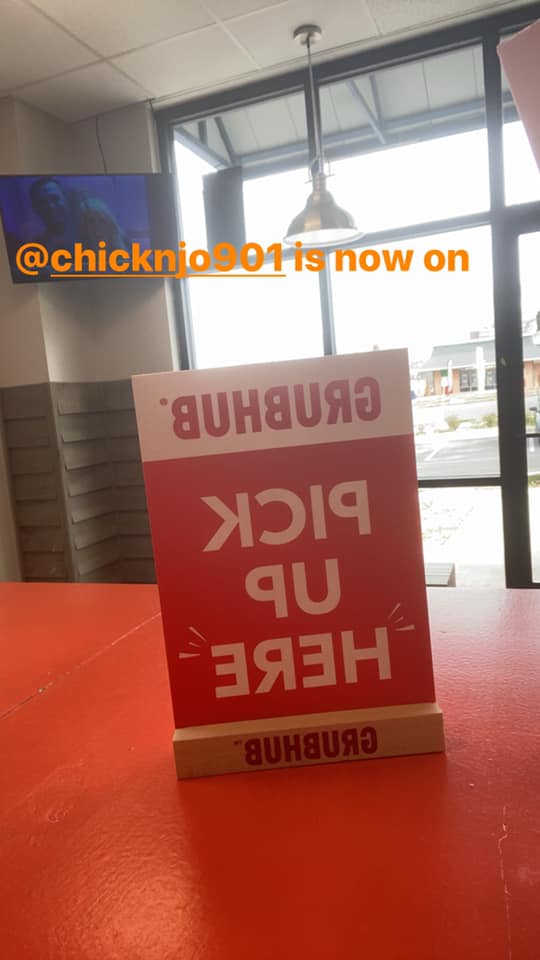 @chicknjo901 is now on
GRUBHUB
PICK
UP
HERE
GRUBHUB